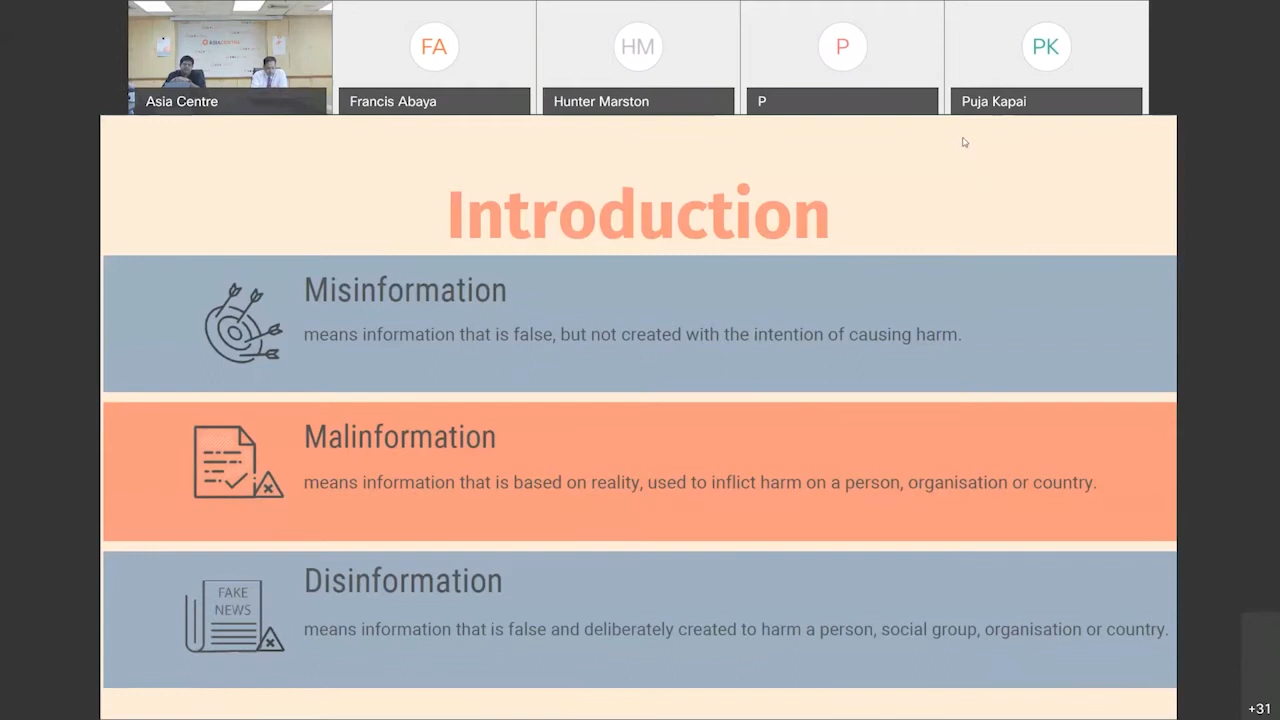 ASIA CENTRE
FA
HM
P
PK
Asia Centre
Francis Abaya
Hunter Marston
P
Puja Kapai
Introduction
Misinformation
means information that is false, but not created with the intention of causing harm.
Malinformation
means information that is based on reality, used to inflict harm on a person, organisation or country.
FAKE
NEWS
Disinformation
means information that is false and deliberately created to harm a person, social group, organisation or country.
+31